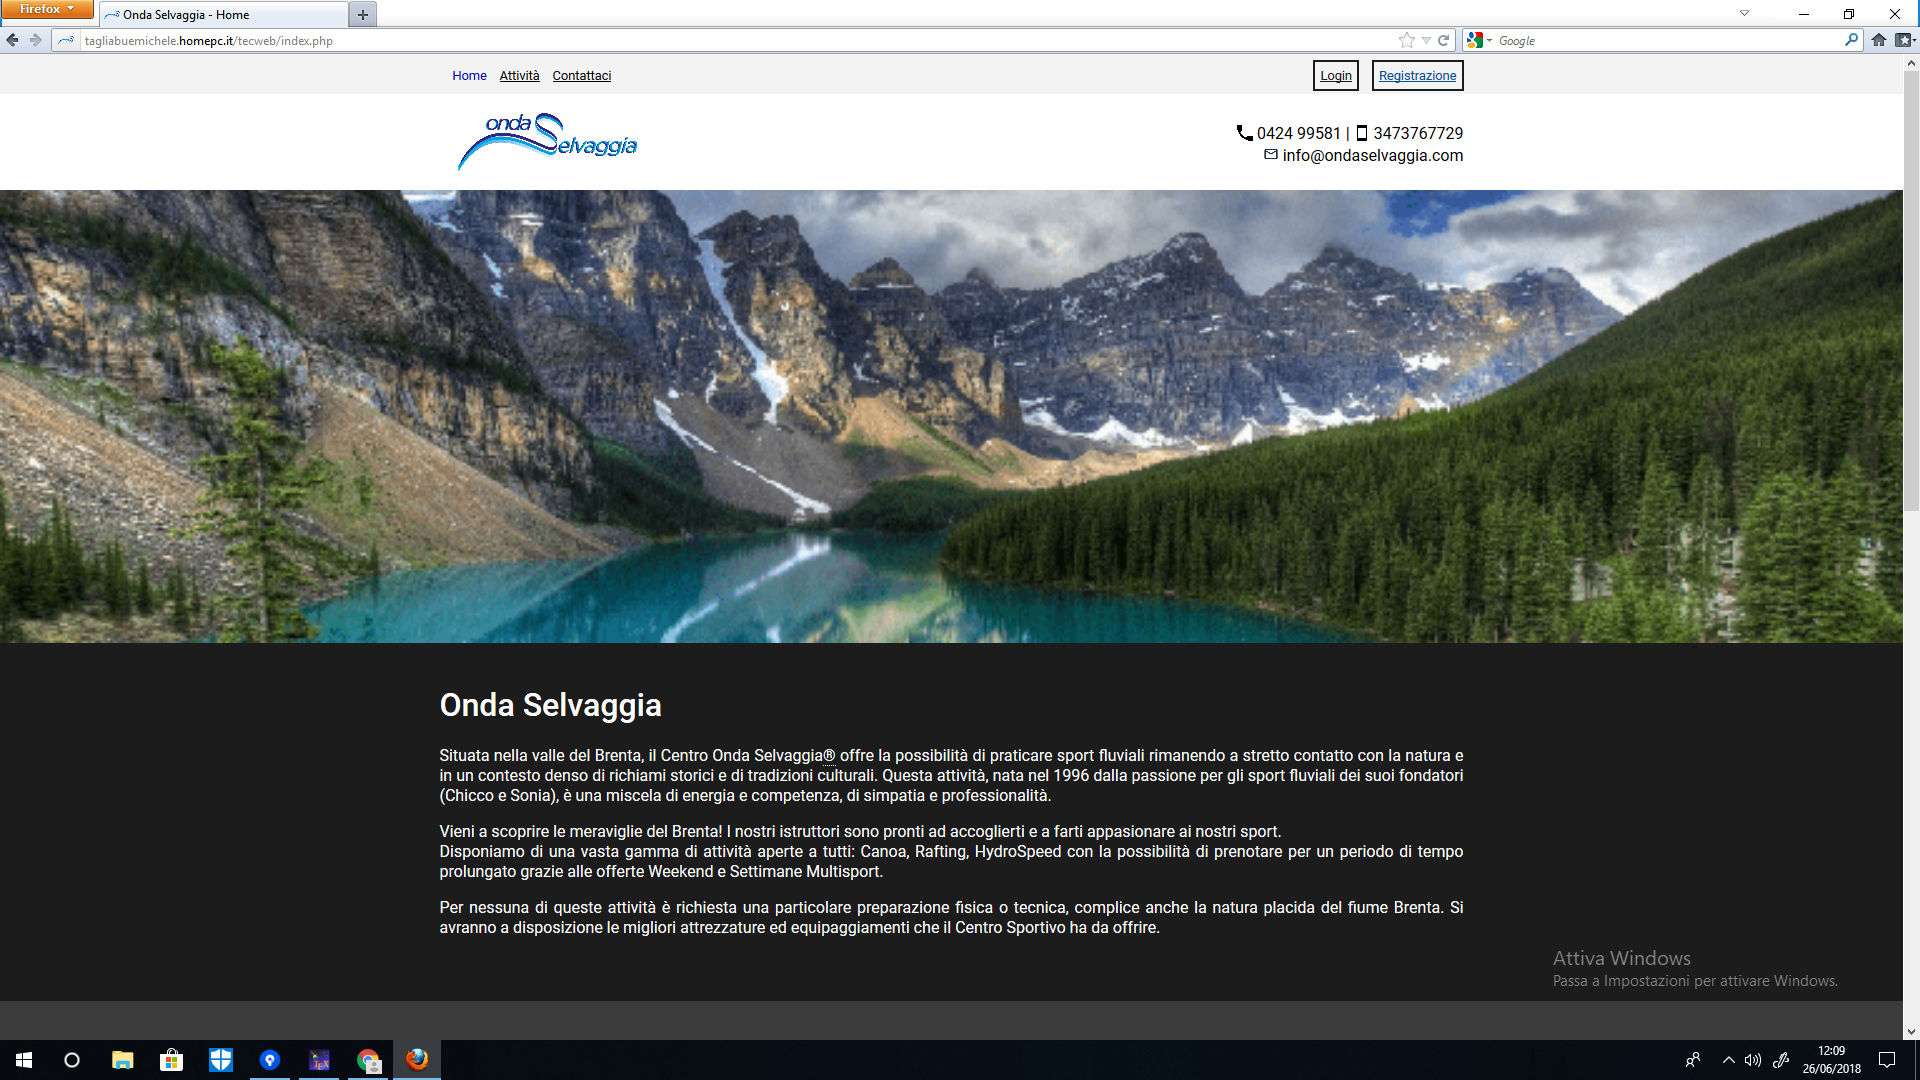 Firefox
Onda Selvaggia - Home
tagliabuemichele.homepc.it/tecweb/index.php
Google
Home Attività Contattaci
Login Registrazione
onda Selvaggia
0424 99581 | 3473767729
info@ondaselvaggia.com
Onda Selvaggia
Situata nella valle del Brenta, il Centro Onda Selvaggia® offre la possibilità di praticare sport fluviali rimanendo a stretto contatto con la natura e
in un contesto denso di richiami storici e di tradizioni culturali. Questa attività, nata nel 1996 dalla passione per gli sport fluviali dei suoi fondatori
(Chicco e Sonia), è una miscela di energia e competenza, di simpatia e professionalità.
Vieni a scoprire le meraviglie del Brenta! I nostri istruttori sono pronti ad accoglierti e a farti appasionare ai nostri sport.
Disponiamo di una vasta gamma di attività aperte a tutti: Canoa, Rafting, HydroSpeed con la possibilità di prenotare per un periodo di tempo
prolungato grazie alle offerte Weekend e Settimane Multisport.
Per nessuna di queste attività è richiesta una particolare preparazione fisica o tecnica, complice anche la natura placida del fiume Brenta. Si
avranno a disposizione le migliori attrezzature ed equipaggiamenti che il Centro Sportivo ha da offrire.
Attiva Windows
Passa a Impostazioni per attivare Windows.
12:09
26/06/2018